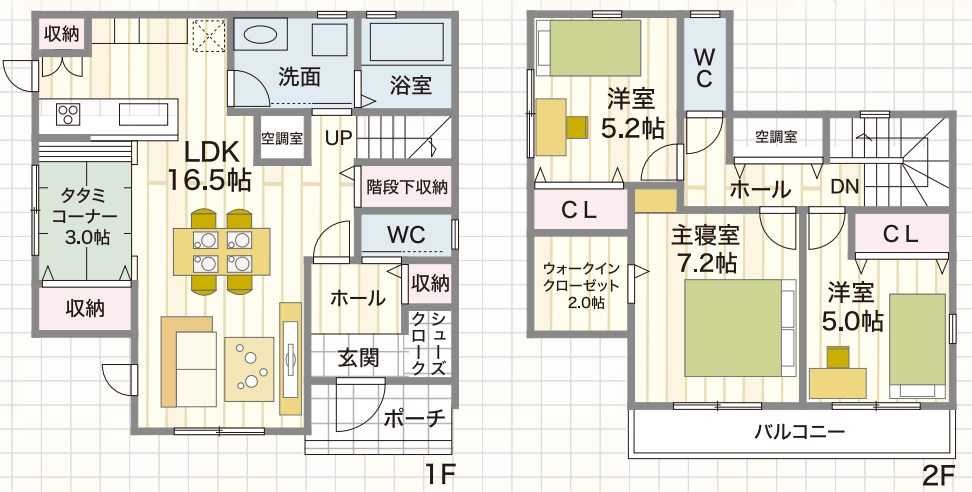 収納
洗面
浴室
空調室
UP
LDK
16.5帖
階段下収納
タタミ
コーナー
3.0帖
WC
収納
ホール
収納
シューズ
クローク
玄関
ポーチ
1F
洋室
5.2帖
WC
空調室
ホール
DN
CL
主寝室
7.2帖
CL
ウォークイン
クローゼット
2.0帖
洋室
5.0帖
バルコニー
2F